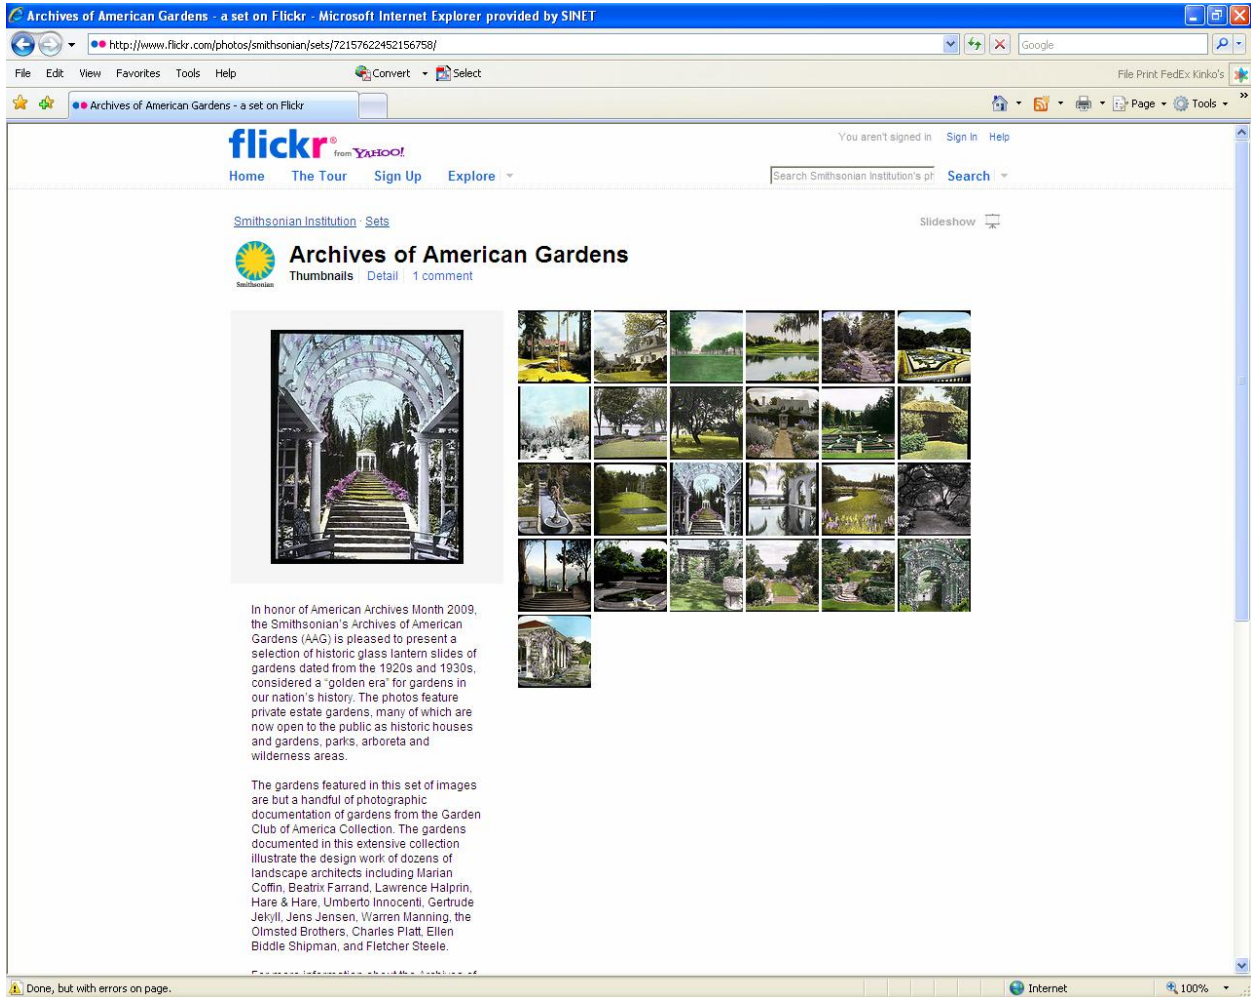 Archives of American Gardens - a set on Flickr - Microsoft Internet Explorer provided by SINET
http://www.flickr.com/photos/smithsonian/sets/72157622452156758/
Google
File Edit View Favorites Tools Help
Convert Select
File Print FedEx Kinko's
Archives of American Gardens - a set on Flickr
Page Tools
flickr® from YAHOO!
You aren't signed in Sign In Help
Home The Tour Sign Up Explore
Search Smithsonian Institution's ph Search
Smithsonian Institution · Sets
Slideshow
Smithsonian
Archives of American Gardens
Thumbnails Detail 1 comment
In honor of American Archives Month 2009,
the Smithsonian's Archives of American
Gardens (AAG) is pleased to present a
selection of historic glass lantern slides of
gardens dated from the 1920s and 1930s,
considered a “golden era” for gardens in
our nation's history. The photos feature
private estate gardens, many of which are
now open to the public as historic houses
and gardens, parks, arboreta and
wilderness areas.
The gardens featured in this set of images
are but a handful of photographic
documentation of gardens from the Garden
Club of America Collection. The gardens
documented in this extensive collection
illustrate the design work of dozens of
landscape architects including Marian
Coffin, Beatrix Farrand, Lawrence Halprin,
Hare & Hare, Umberto Innocenti, Gertrude
Jekyll, Jens Jensen, Warren Manning, the
Olmsted Brothers, Charles Platt, Ellen
Biddle Shipman, and Fletcher Steele.
For more information about the Archives of
Done, but with errors on page.
Internet
100%